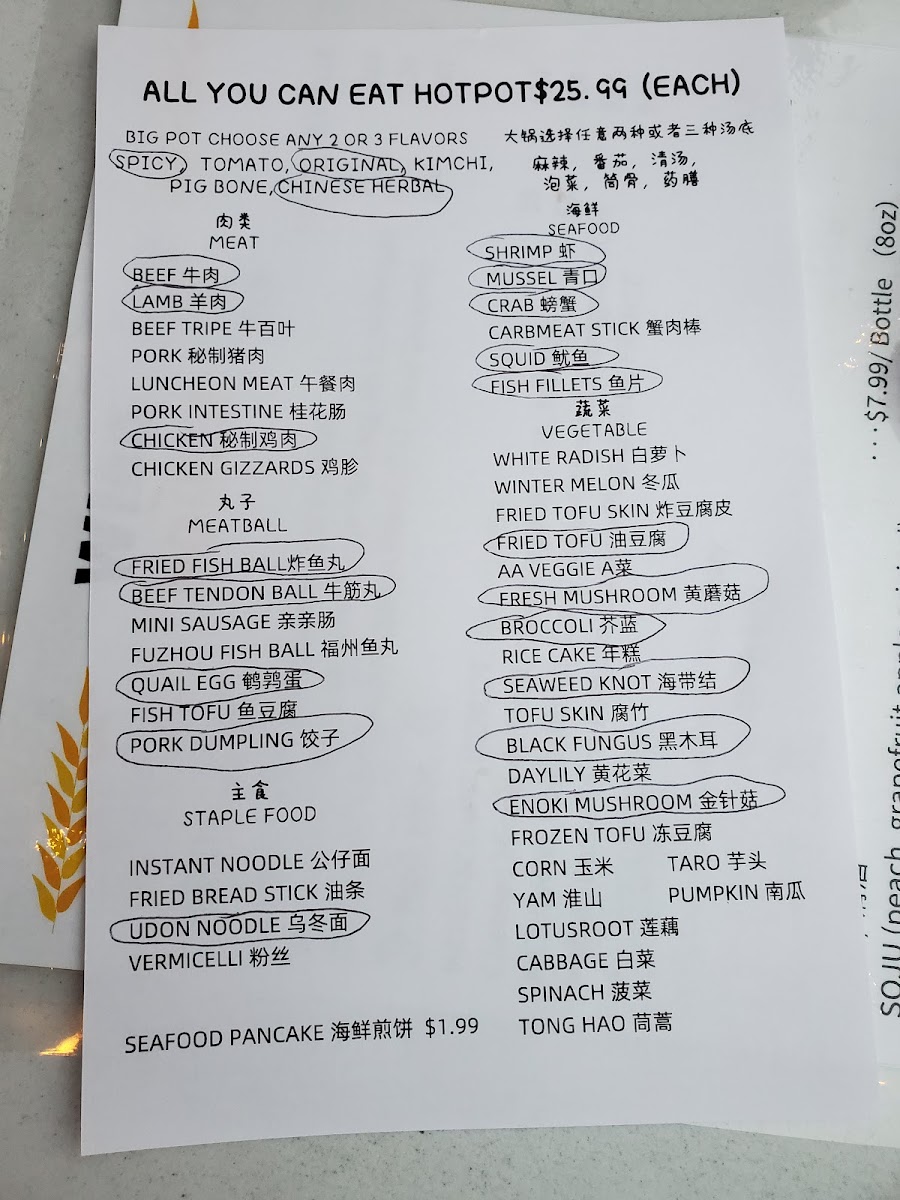 ALL YOU CAN EAT HOTPOT$25.99 (EACH)
BIG POT CHOOSE ANY 2 OR 3 FLAVORS
SPICY, TOMATO, ORIGINAL, KIMCHI,
PIG BONE, CHINESE HERBAL
大锅选择任意两种或者三种汤底
麻辣, 番茄, 清汤,
泡菜, 筒骨, 药膳
肉类
MEAT
BEEF 牛肉
LAMB 羊肉
BEEF TRIPE 牛百叶
PORK 秘制猪肉
LUNCHEON MEAT 午餐肉
PORK INTESTINE 桂花肠
CHICKEN 秘制鸡肉
CHICKEN GIZZARDS 鸡胗
丸子
MEATBALL
FRIED FISH BALL炸鱼丸
BEEF TENDON BALL 牛筋丸
MINI SAUSAGE 亲亲肠
FUZHOU FISH BALL 福州鱼丸
QUAIL EGG 鹌鹑蛋
FISH TOFU 鱼豆腐
PORK DUMPLING 饺子
主食
STAPLE FOOD
INSTANT NOODLE 公仔面
FRIED BREAD STICK 油条
UDON NOODLE 乌冬面
VERMICELLI 粉丝
SEAFOOD PANCAKE 海鲜煎饼 $1.99
海鲜
SEAFOOD
SHRIMP 虾
MUSSEL 青口
CRAB 螃蟹
CARBMEAT STICK 蟹肉棒
SQUID 鱿鱼
FISH FILLETS 鱼片
蔬菜
VEGETABLE
WHITE RADISH 白萝卜
WINTER MELON 冬瓜
FRIED TOFU SKIN 炸豆腐皮
FRIED TOFU 油豆腐
AA VEGGIE A菜
FRESH MUSHROOM 黄蘑菇
BROCCOLI 芥蓝
RICE CAKE 年糕
SEAWEED KNOT 海带结
TOFU SKIN 腐竹
BLACK FUNGUS 黑木耳
DAYLILY 黄花菜
ENOKI MUSHROOM 金针菇
FROZEN TOFU 冻豆腐
CORN 玉米 TARO 芋头
YAM 淮山 PUMPKIN 南瓜
LOTUSROOT 莲藕
CABBAGE 白菜
SPINACH 菠菜
TONG HAO 茼蒿
...$7.99/ Bottle (8oz)
SOJU (peach, grapefruit